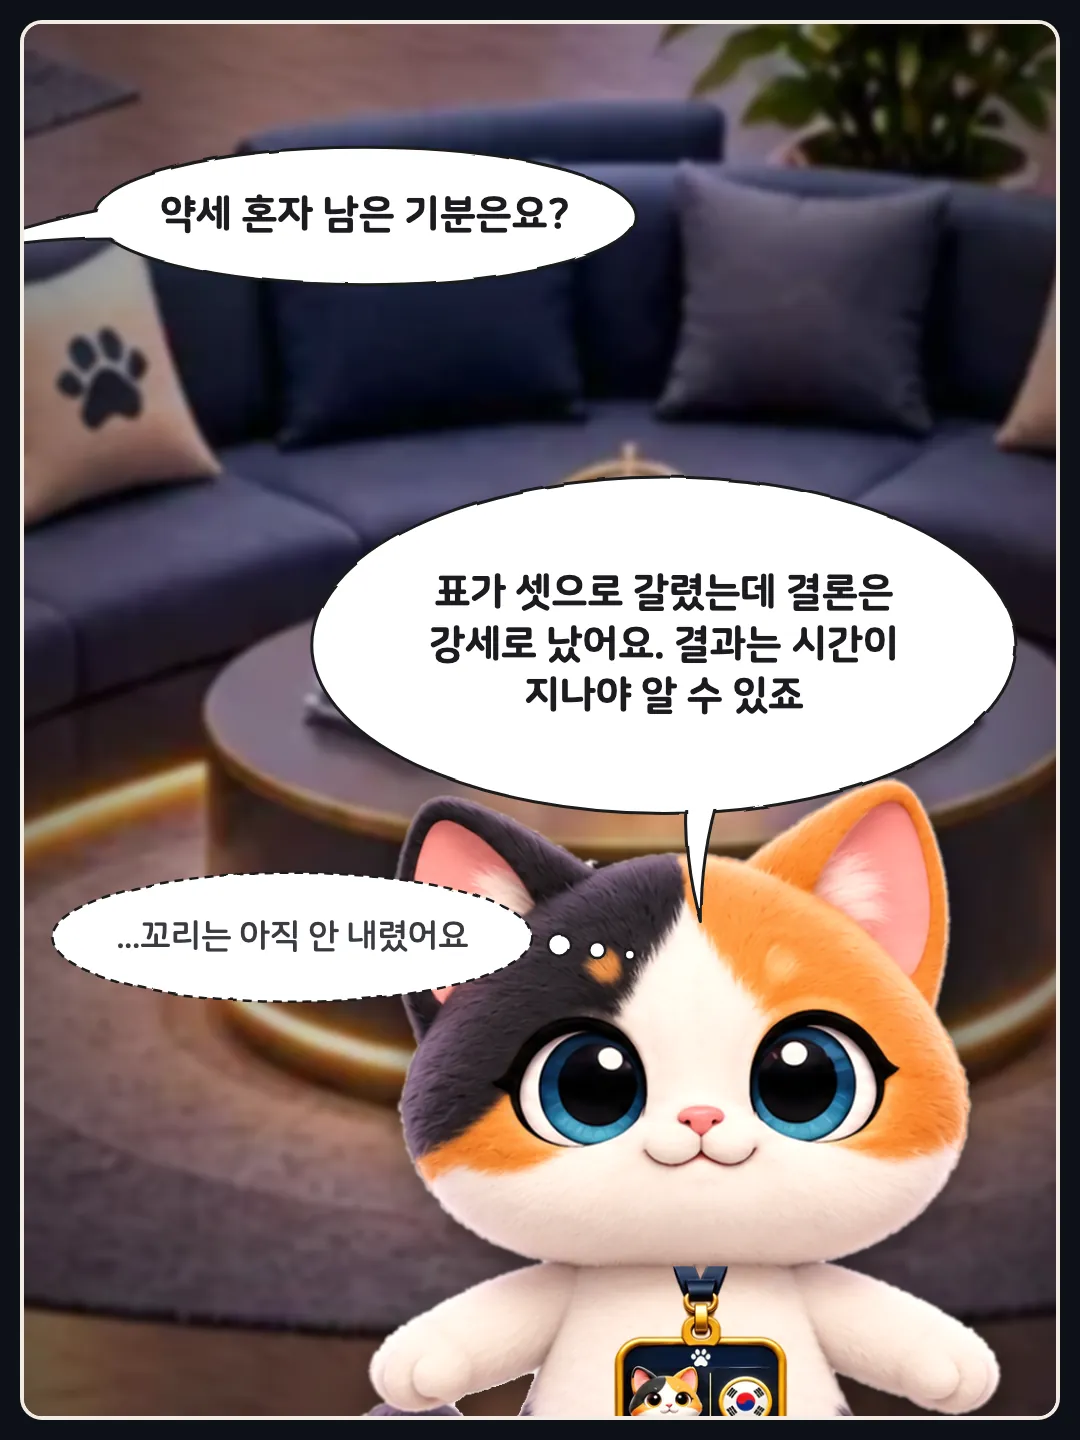 약세 혼자 남은 기분은요?
표가 셋으로 갈렸는데 결론은
강세로 났어요. 결과는 시간이
지나야 알 수 있죠
...꼬리는 아직 안 내렸어요